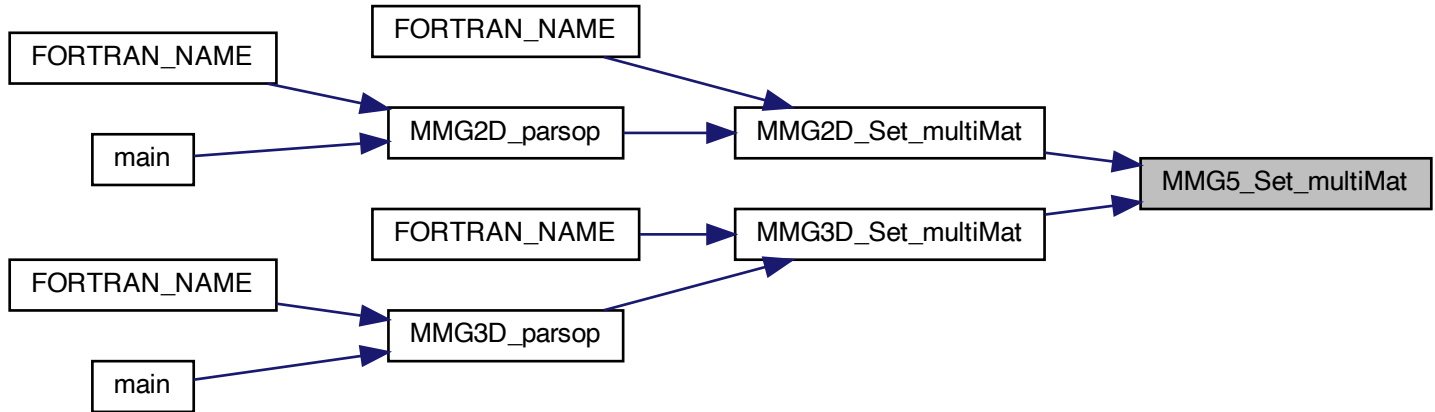 FORTRAN_NAME
FORTRAN_NAME
MMG2D_parsop
MMG2D_Set_multiMat
main
MMG5_Set_multiMat
FORTRAN_NAME
MMG3D_Set_multiMat
FORTRAN_NAME
MMG3D_parsop
main